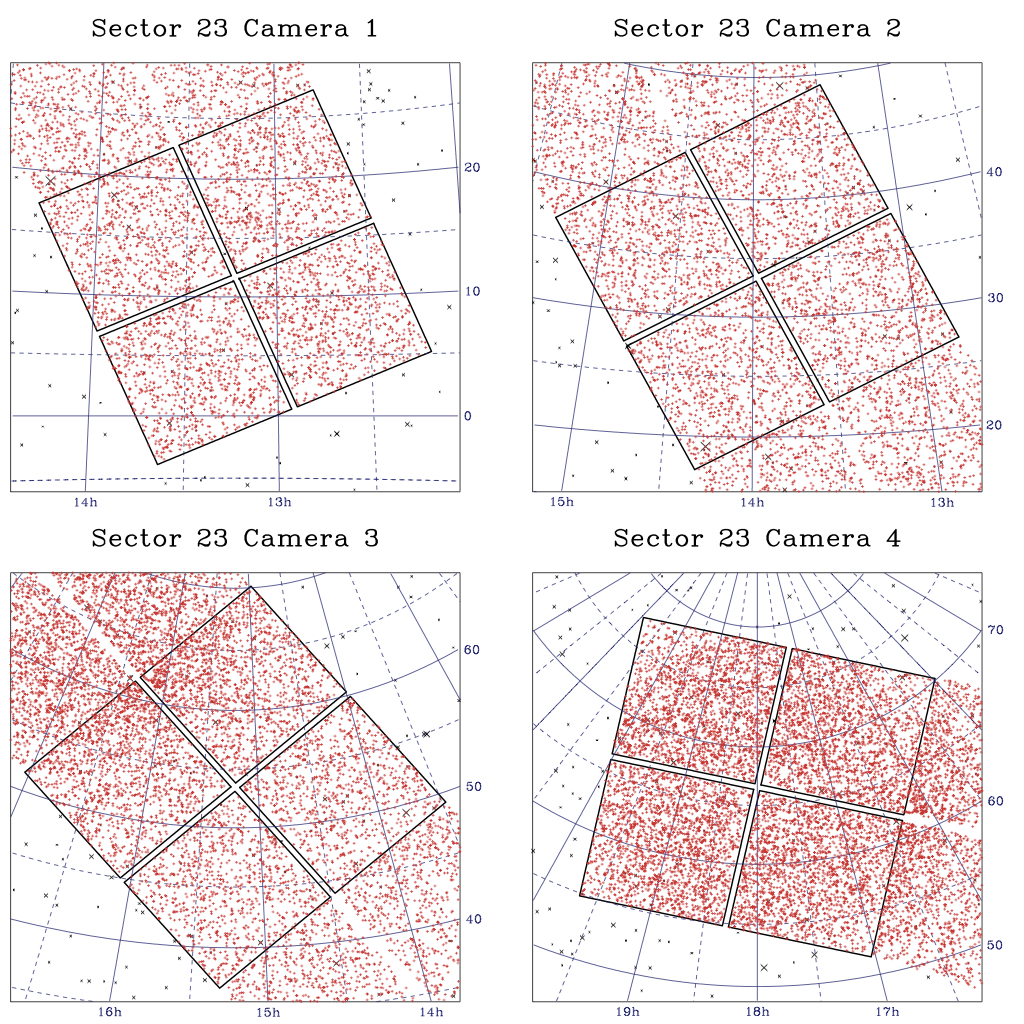 Sector 23 Camera 1
20
10
0
14h 13h
Sector 23 Camera 2
40
30
20
15h 14h 13h
Sector 23 Camera 3
60
50
40
16h 15h 14h
Sector 23 Camera 4
70
60
50
19h 18h 17h